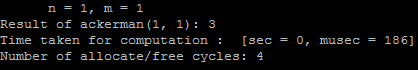 n = 1, m = 1
Result of ackerman(1, 1): 3
Time taken for computation :  [sec = 0, musec = 186]
Number of allocate/free cycles: 4